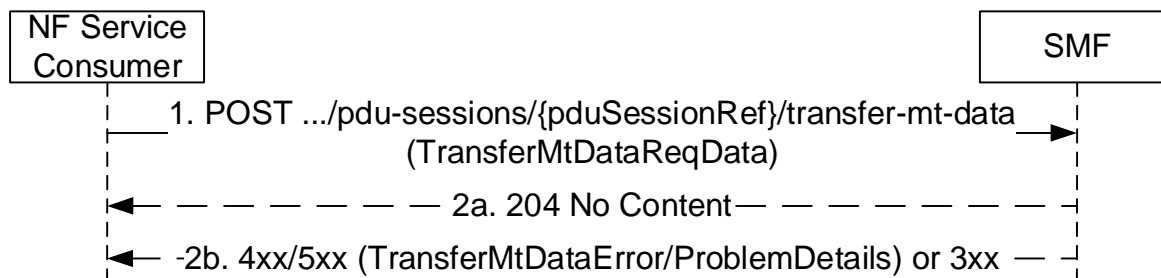 NF Service
Consumer
SMF
1. POST .../pdu-sessions/{pduSessionRef}/transfer-mt-data
(TransferMtDataReqData)
2a. 204 No Content
2b. 4xx/5xx (TransferMtDataError/ProblemDetails) or 3xx